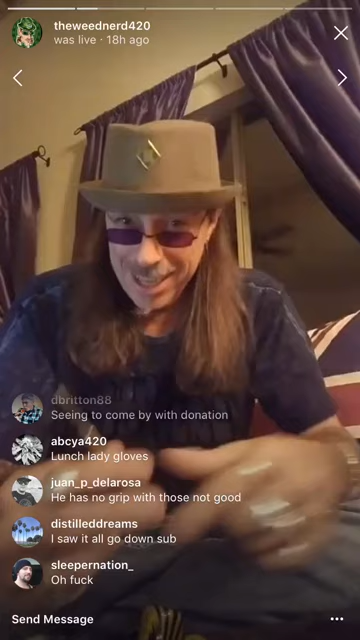 theweednerd420
was live · 18h ago
dbritton88
Seeing to come by with donation
abcya420
Lunch lady gloves
juan_p_delarosa
He has no grip with those not good
distilleddreams
I saw it all go down sub
sleepernation_
Oh fuck
Send Message